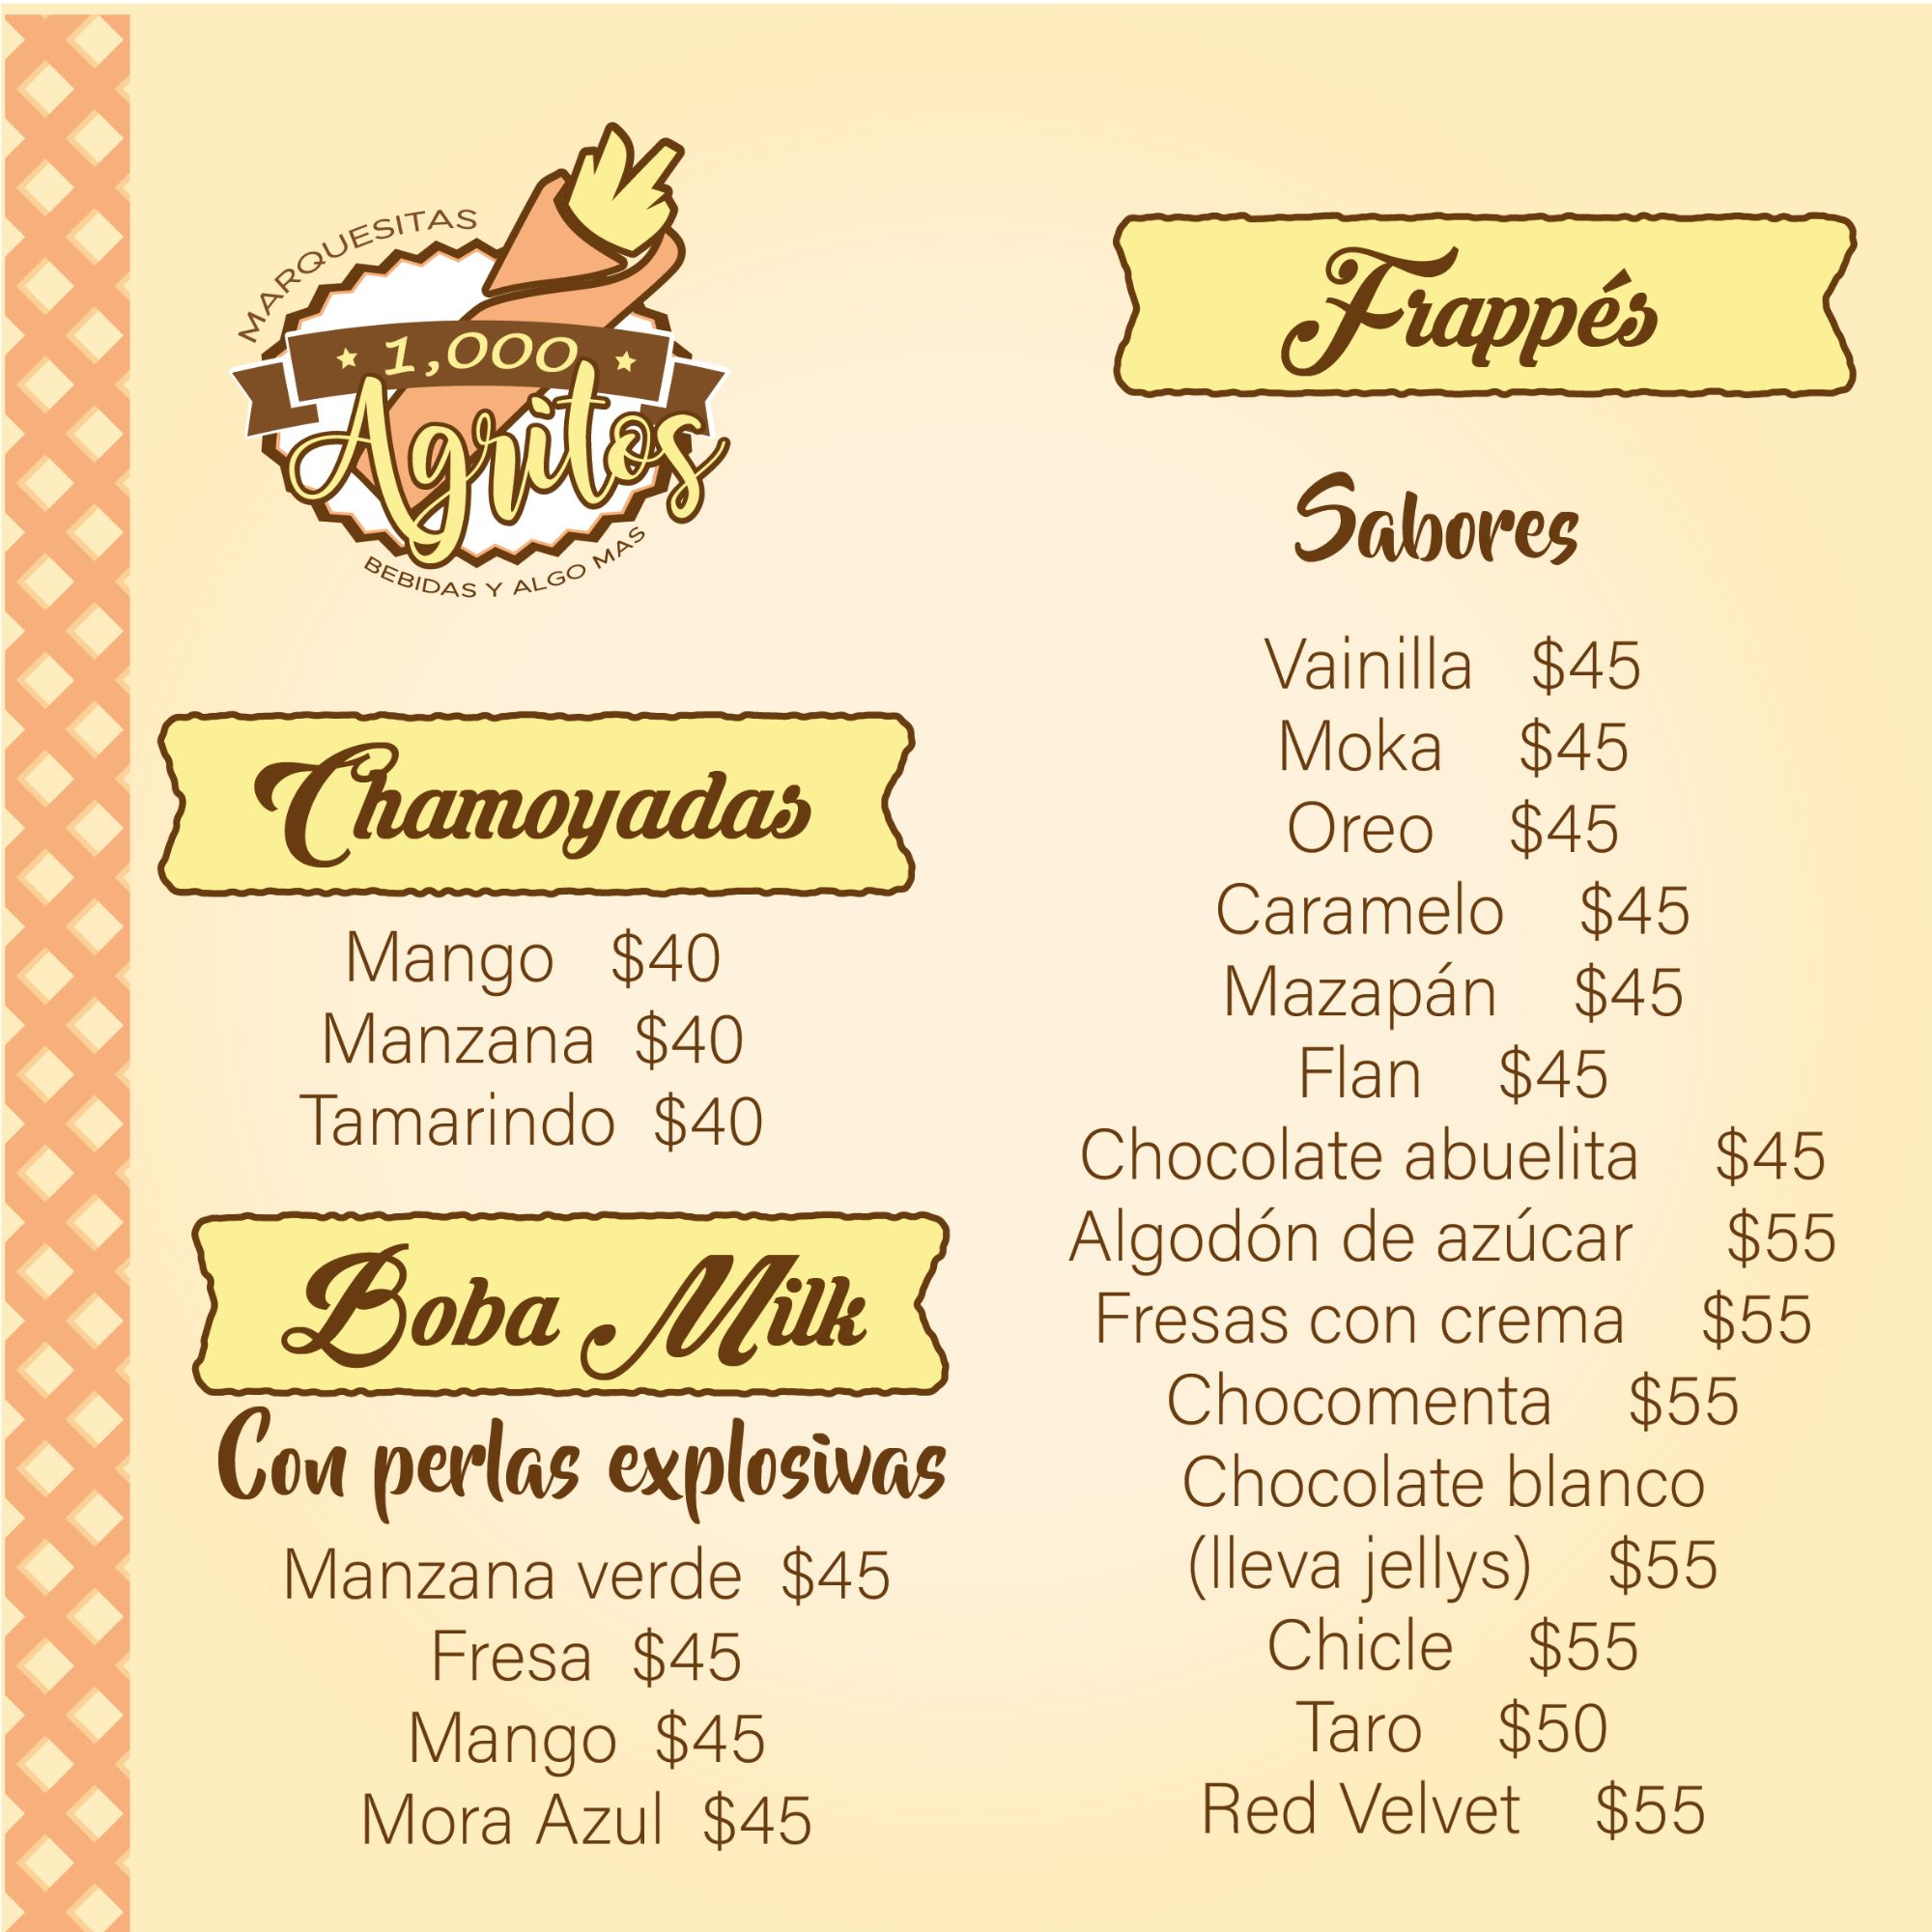 MARQUESITAS
1,000
Agritos
BEBIDAS Y ALGO MAS
Chamoyadas
Mango $40
Manzana $40
Tamarindo $40
Boba Milk
Con perlas explosivas
Manzana verde $45
Fresa $45
Mango $45
Mora Azul $45
Frappés
Sabores
Vainilla $45
Moka $45
Oreo $45
Caramelo $45
Mazapán $45
Flan $45
Chocolate abuelita $45
Algodón de azúcar $55
Fresas con crema $55
Chocomenta $55
Chocolate blanco
(lleva jellys) $55
Chicle $55
Taro $50
Red Velvet $55